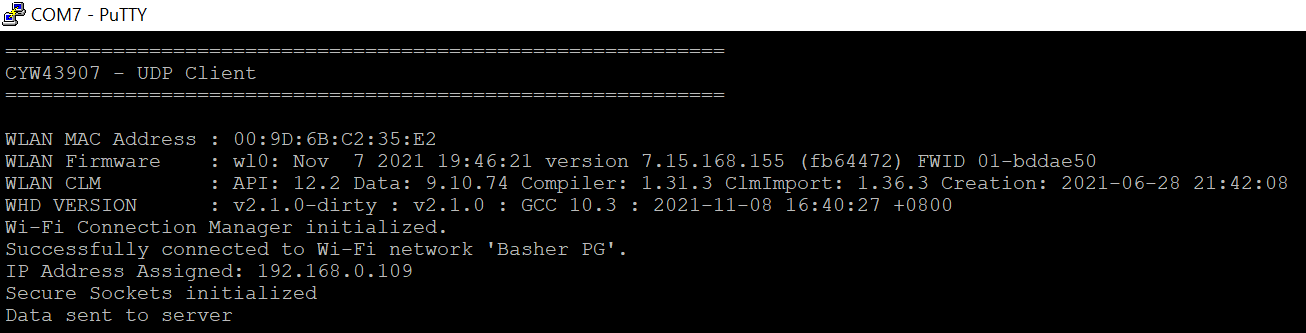 COM7 - PuTTY
============================================================
CYW43907 - UDP Client
============================================================
WLAN MAC Address : 00:9D:6B:C2:35:E2
WLAN Firmware    : wl0: Nov  7 2021 19:46:21 version 7.15.168.155 (fb64472) FWID 01-bddae50
WLAN CLM         : API: 12.2 Data: 9.10.74 Compiler: 1.31.3 ClmImport: 1.36.3 Creation: 2021-06-28 21:42:08
WHD VERSION      : v2.1.0-dirty : v2.1.0 : GCC 10.3 : 2021-11-08 16:40:27 +0800
Wi-Fi Connection Manager initialized.
Successfully connected to Wi-Fi network 'Basher PG'.
IP Address Assigned: 192.168.0.109
Secure Sockets initialized
Data sent to server